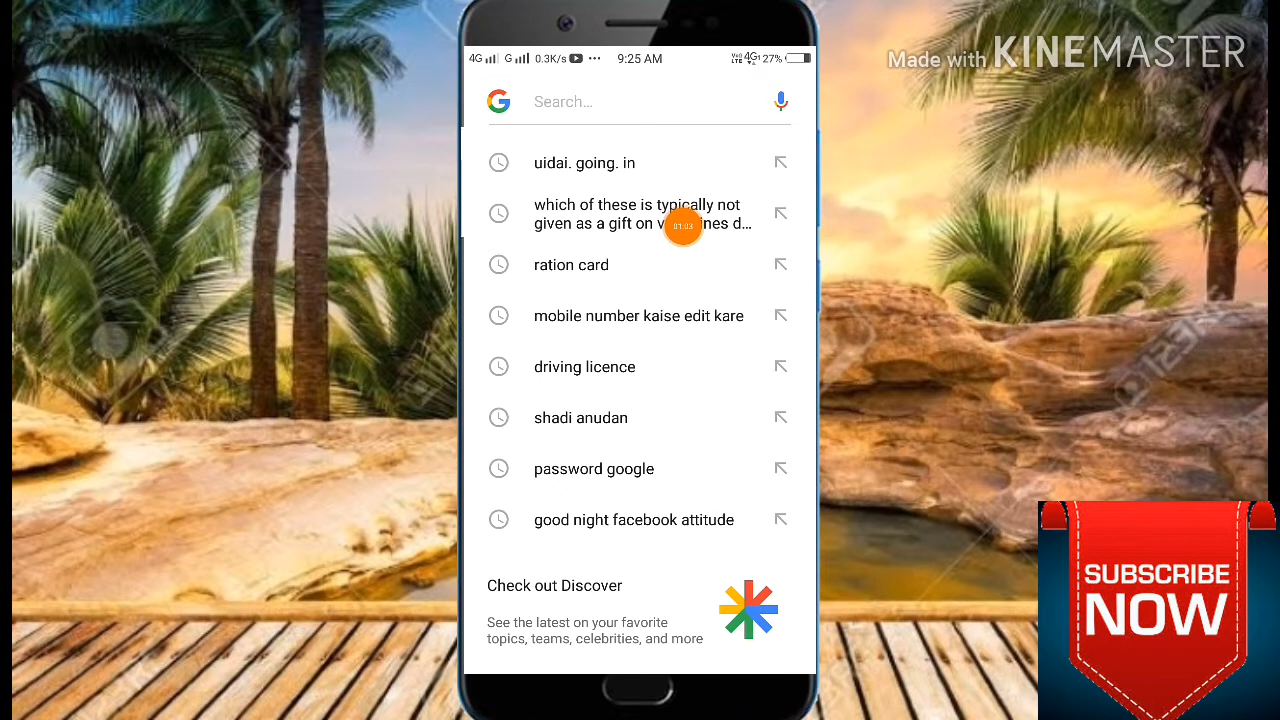 Made with KINEMASTER
4G G 0.3K/s ... 9:25 AM 4G 27%
Search...
uidai. going. in
which of these is typically not
given as a gift on v ines d...
01:03
ration card
mobile number kaise edit kare
driving licence
shadi anudan
password google
good night facebook attitude
Check out Discover
See the latest on your favorite
topics, teams, celebrities, and more
SUBSCRIBE
NOW